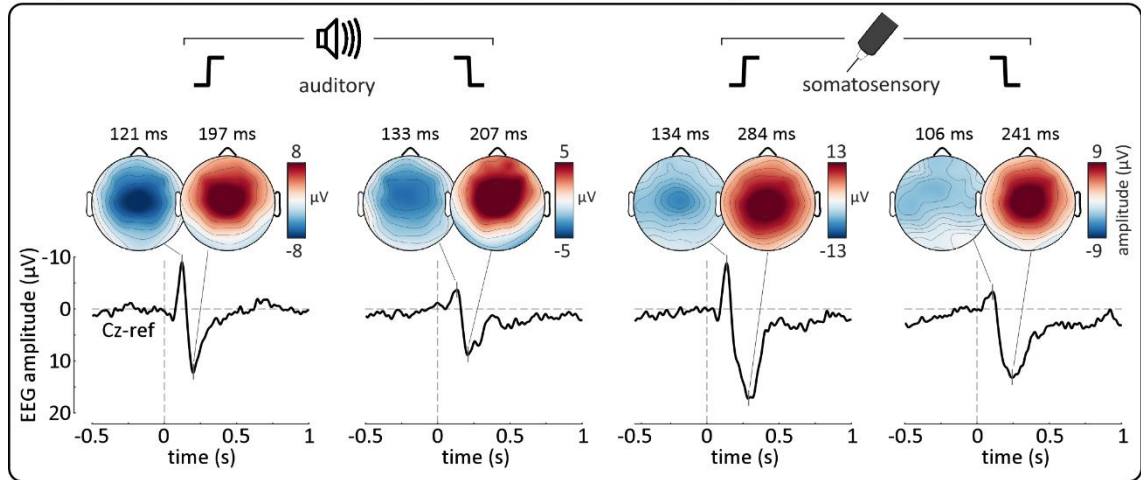 auditory
somatosensory
121 ms 197 ms 133 ms 207 ms 134 ms 284 ms 106 ms 241 ms
8 5 13 9
μV μV μV amplitude (μV)
-8 -5 -13 -9
EEG amplitude (μV)
-10
0
10
20
Cz-ref
-0.5 0 0.5 1 -0.5 0 0.5 1 -0.5 0 0.5 1 -0.5 0 0.5 1
time (s) time (s) time (s) time (s)